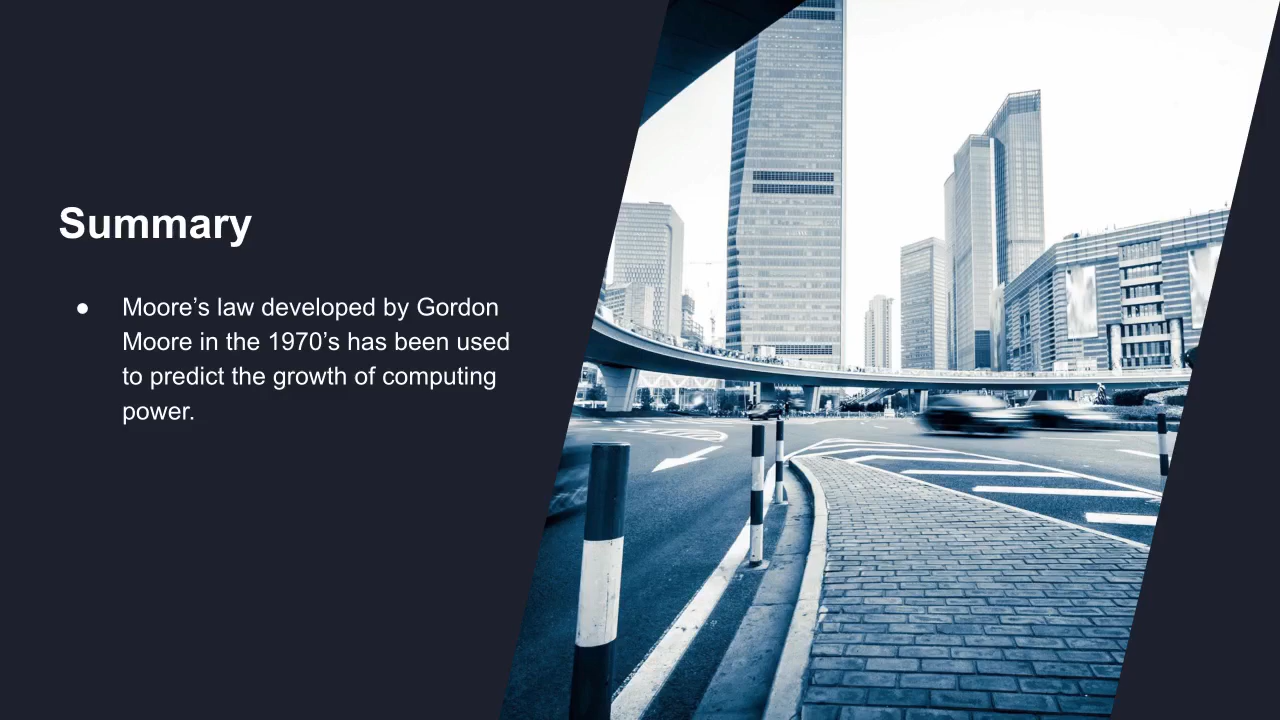 Summary
● Moore’s law developed by Gordon
Moore in the 1970’s has been used
to predict the growth of computing
power.